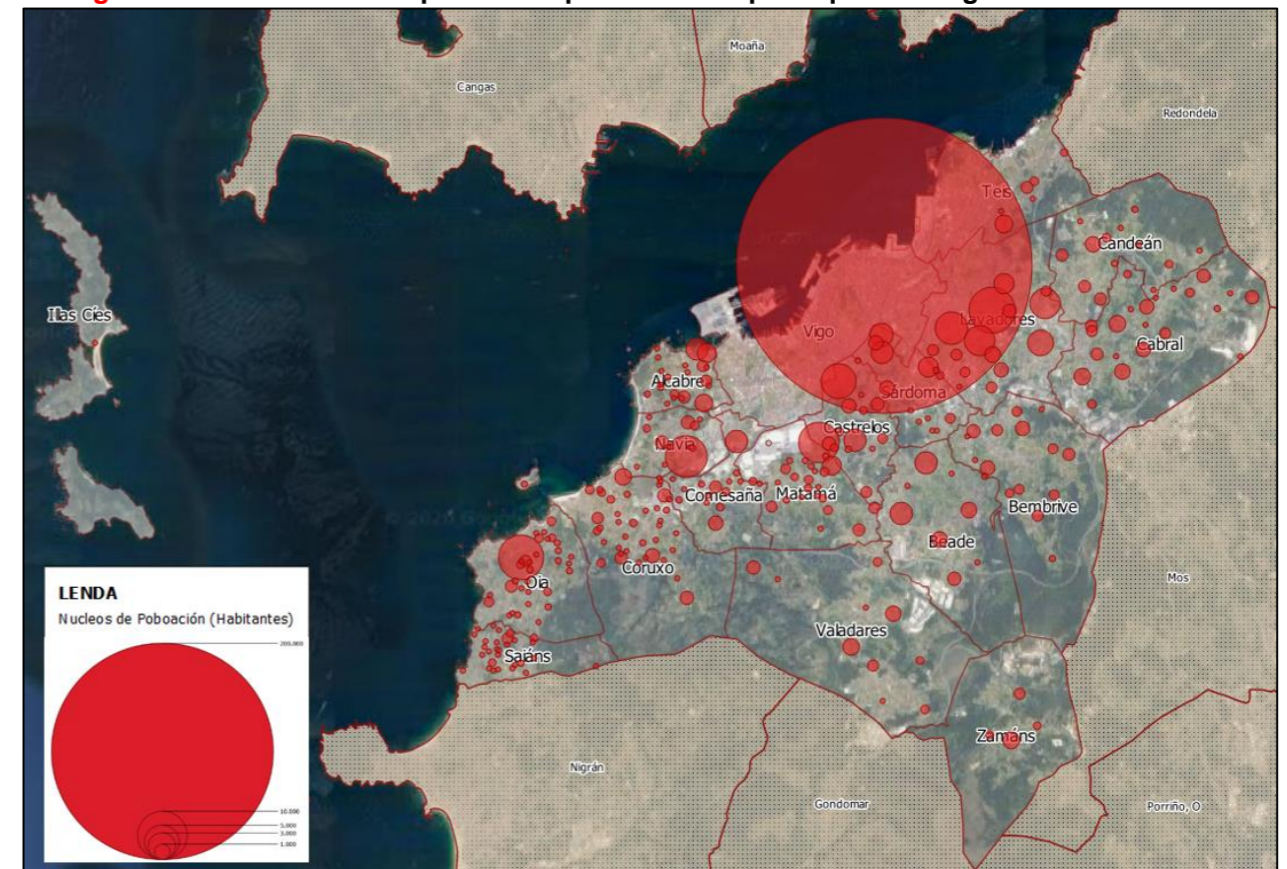 Moaña
Cangas
Redondela
Teis
Candeán
Illas Cíes
Vigo
Lavadores
Cabral
Alcabre
Sárdoma
Castrelos
Navia
Comesaña
Matamá
Bembrive
Beade
Coruxo
Oia
Mos
LENDA
Nucleos de Poboación (Habitantes)
200.000
10.000
5.000
3.000
1.000
Valadares
Saiáns
Zamáns
Nigrán
Gondomar
Porriño, O